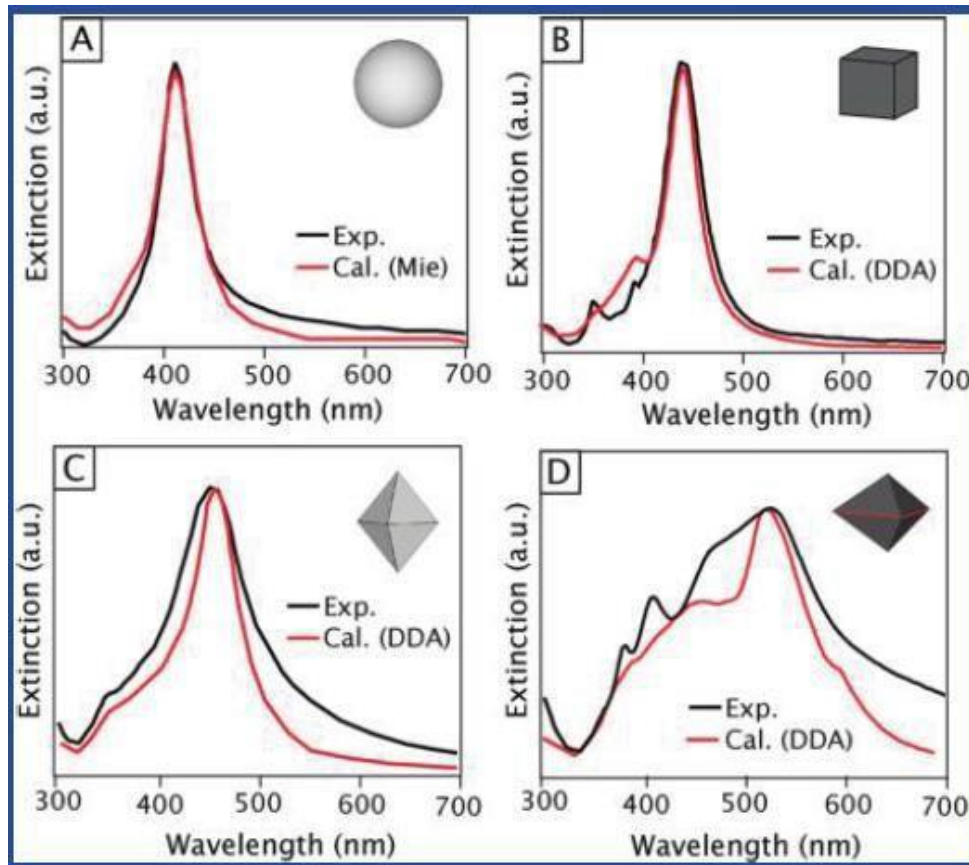 A
Extinction (a.u.)
Exp.
Cal. (Mie)
300 400 500 600 700
Wavelength (nm)
B
Extinction (a.u.)
Exp.
Cal. (DDA)
300 400 500 600 700
Wavelength (nm)
C
Extinction (a.u.)
Exp.
Cal. (DDA)
300 400 500 600 700
Wavelength (nm)
D
Extinction (a.u.)
Exp.
Cal. (DDA)
300 400 500 600 700
Wavelength (nm)